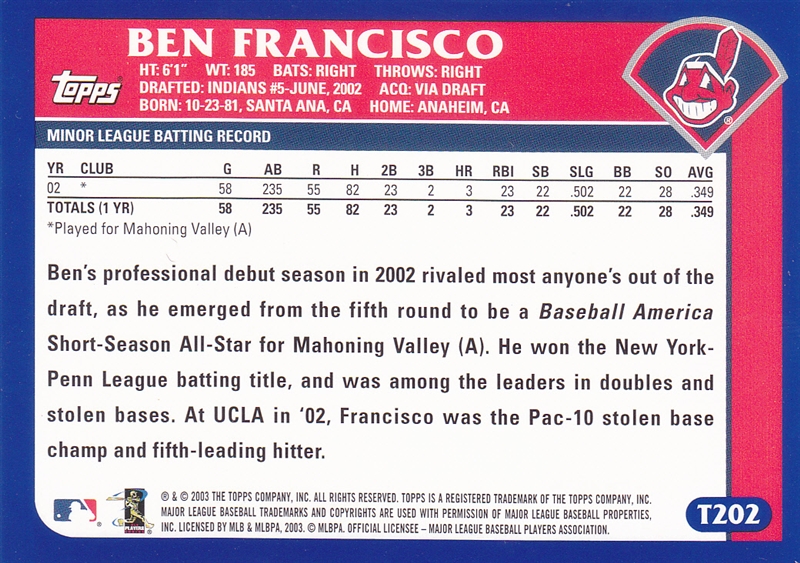 BEN FRANCISCO
HT: 6'1" WT: 185 BATS: RIGHT THROWS: RIGHT
topps
DRAFTED: INDIANS #5-JUNE, 2002 ACQ: VIA DRAFT
BORN: 10-23-81, SANTA ANA, CA HOME: ANAHEIM, CA
®
MINOR LEAGUE BATTING RECORD
YR CLUB G AB R H 2B 3B HR RBI SB SLG BB SO AVG
02 * 58 235 55 82 23 2 3 23 22 .502 22 28 .349
TOTALS (1 YR) 58 235 55 82 23 2 3 23 22 .502 22 28 .349
*Played for Mahoning Valley (A)
Ben's professional debut season in 2002 rivaled most anyone's out of the
draft, as he emerged from the fifth round to be a Baseball America
Short-Season All-Star for Mahoning Valley (A). He won the New York-
Penn League batting title, and was among the leaders in doubles and
stolen bases. At UCLA in '02, Francisco was the Pac-10 stolen base
champ and fifth-leading hitter.
® & © 2003 THE TOPPS COMPANY, INC. ALL RIGHTS RESERVED. TOPPS IS A REGISTERED TRADEMARK OF THE TOPPS COMPANY, INC.
MAJOR LEAGUE BASEBALL TRADEMARKS AND COPYRIGHTS ARE USED WITH PERMISSION OF MAJOR LEAGUE BASEBALL PROPERTIES,
INC. LICENSED BY MLB & MLBPA, 2003. © MLBPA. OFFICIAL LICENSEE – MAJOR LEAGUE BASEBALL PLAYERS ASSOCIATION.
T202